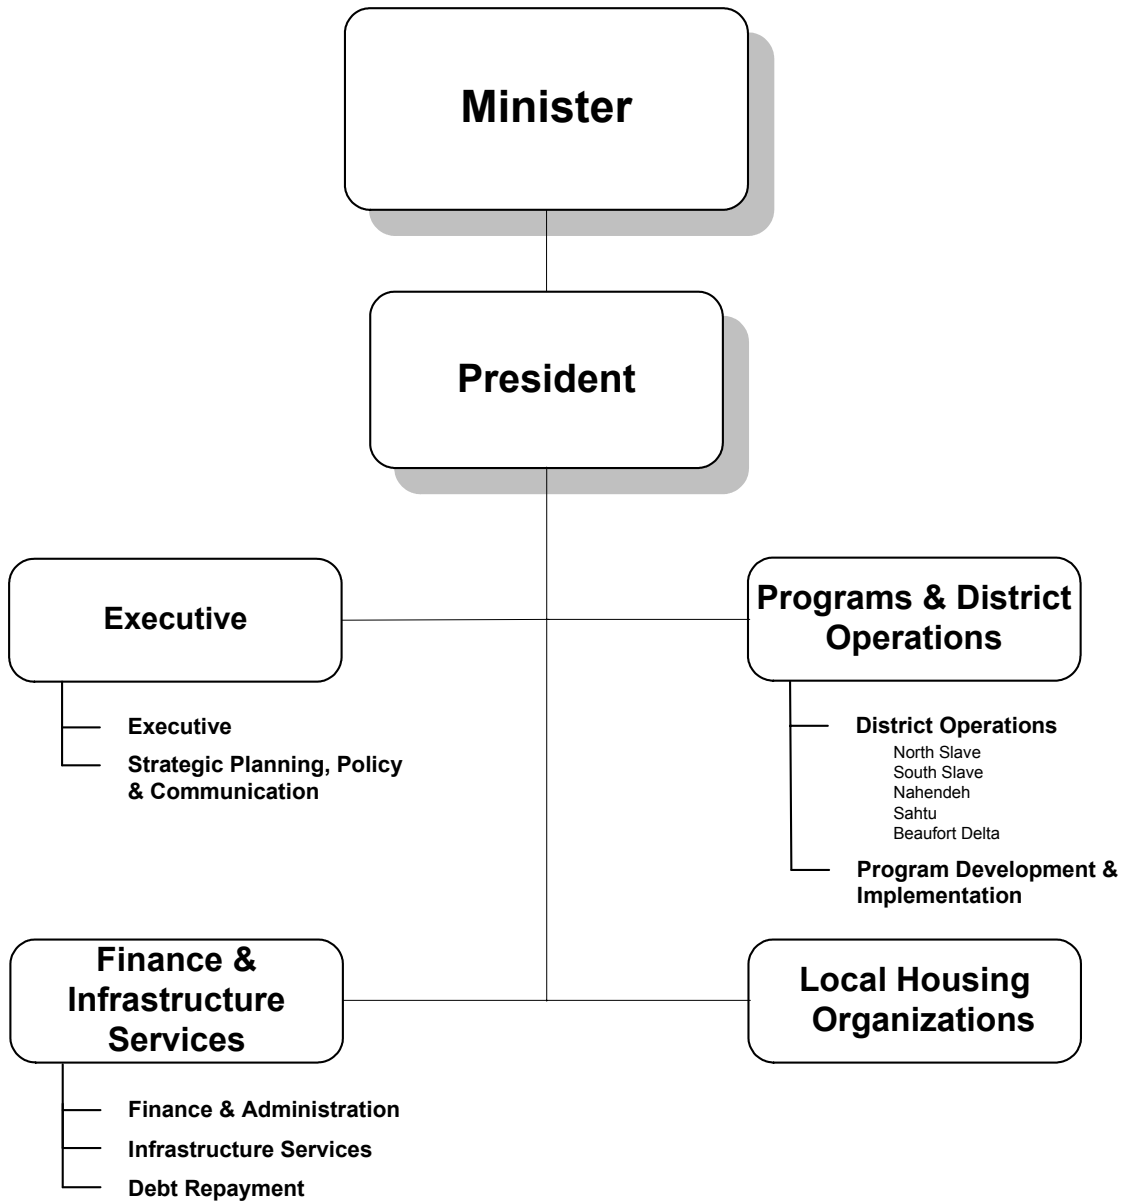 Minister
President
Executive
Executive
Strategic Planning, Policy
& Communication
Programs & District
Operations
District Operations
North Slave
South Slave
Nahendeh
Sahtu
Beaufort Delta
Program Development &
Implementation
Finance &
Infrastructure
Services
Finance & Administration
Infrastructure Services
Debt Repayment
Local Housing
Organizations